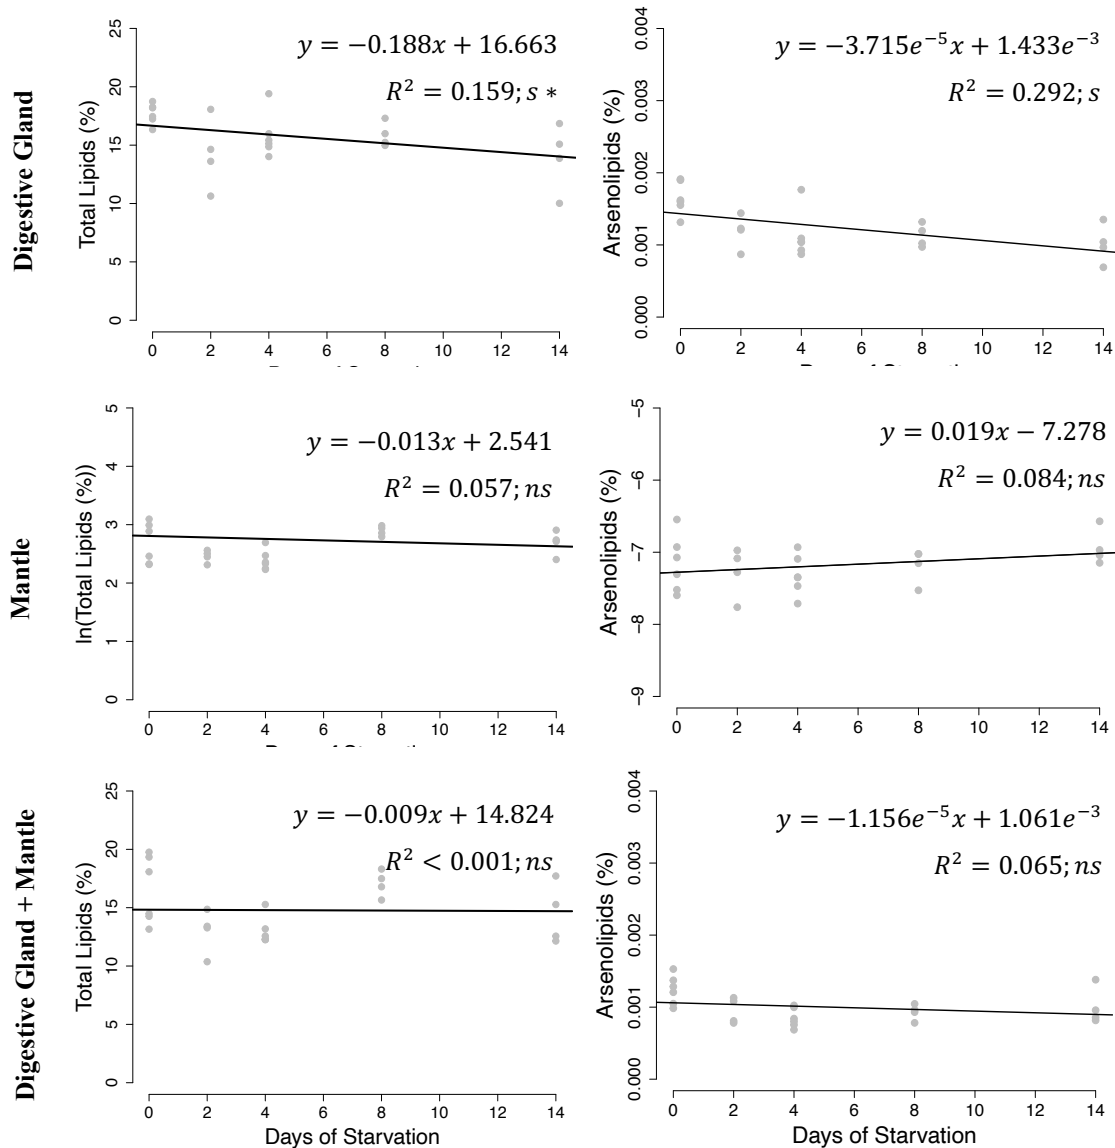 Digestive Gland
Total Lipids (%)
25
20
15
10
5
0
y = −0.188x + 16.663
R² = 0.159; s *
0 2 4 6 8 10 12 14
Arsenolipids (%)
0.004
0.003
0.002
0.001
0.000
y = −3.715e⁻⁵x + 1.433e⁻³
R² = 0.292; s
0 2 4 6 8 10 12 14
Mantle
ln(Total Lipids (%))
5
4
3
2
1
0
y = −0.013x + 2.541
R² = 0.057; ns
0 2 4 6 8 10 12 14
Arsenolipids (%)
−5
−6
−7
−8
−9
y = 0.019x − 7.278
R² = 0.084; ns
0 2 4 6 8 10 12 14
Digestive Gland + Mantle
Total Lipids (%)
25
20
15
10
5
0
y = −0.009x + 14.824
R² < 0.001; ns
0 2 4 6 8 10 12 14
Days of Starvation
Arsenolipids (%)
0.004
0.003
0.002
0.001
0.000
y = −1.156e⁻⁵x + 1.061e⁻³
R² = 0.065; ns
0 2 4 6 8 10 12 14
Days of Starvation